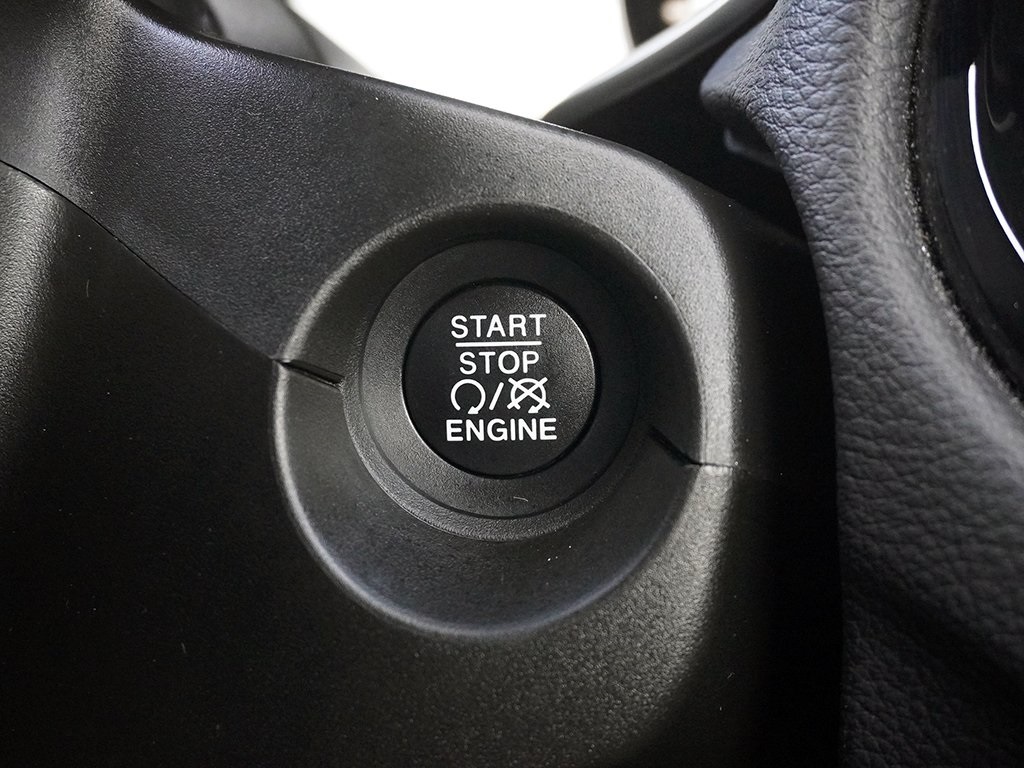 START
STOP
/
ENGINE